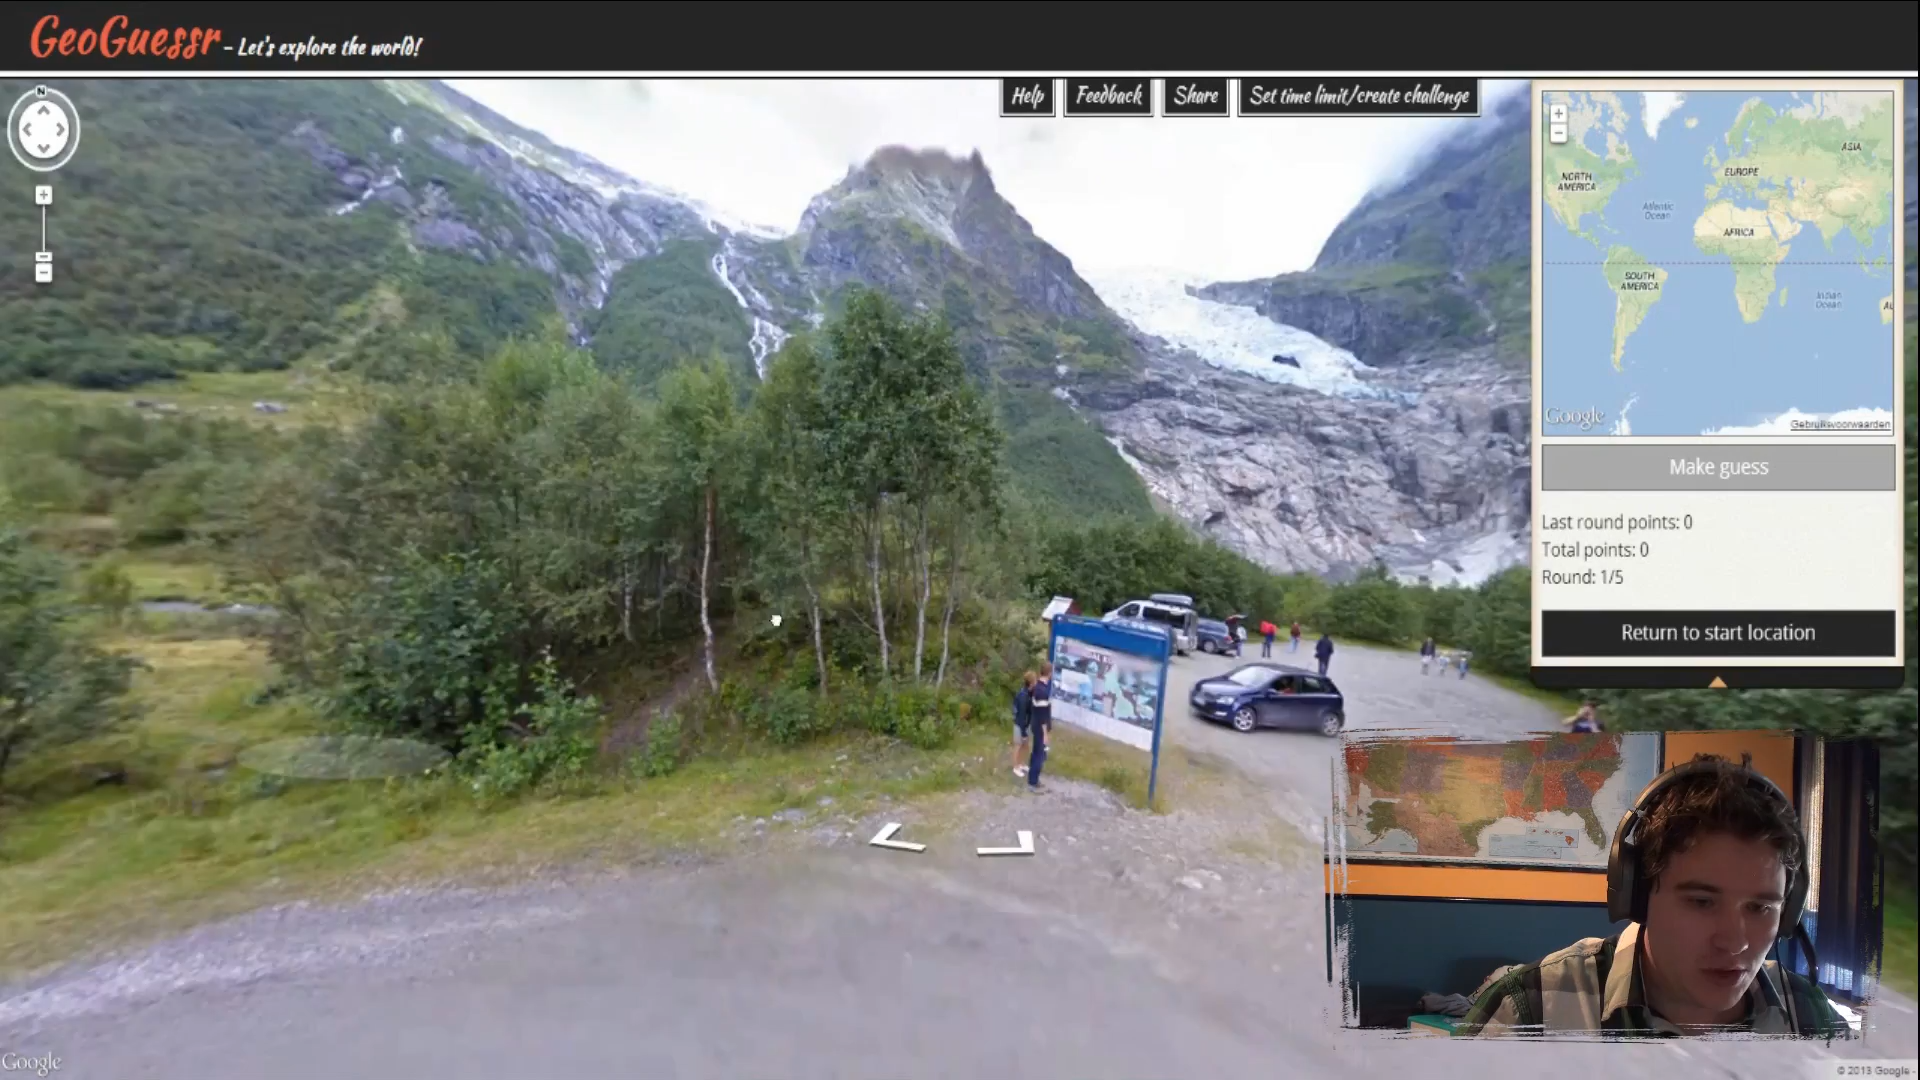 GeoGuessr - Let's explore the world!
N
Help
Feedback
Share
Set time limit/create challenge
NORTH AMERICA
Atlantic Ocean
EUROPE
ASIA
AFRICA
SOUTH AMERICA
Indian Ocean
AU
Google
Gebruiksvoorwaarden
Make guess
Last round points: 0
Total points: 0
Round: 1/5
Return to start location
Google
© 2013 Google -